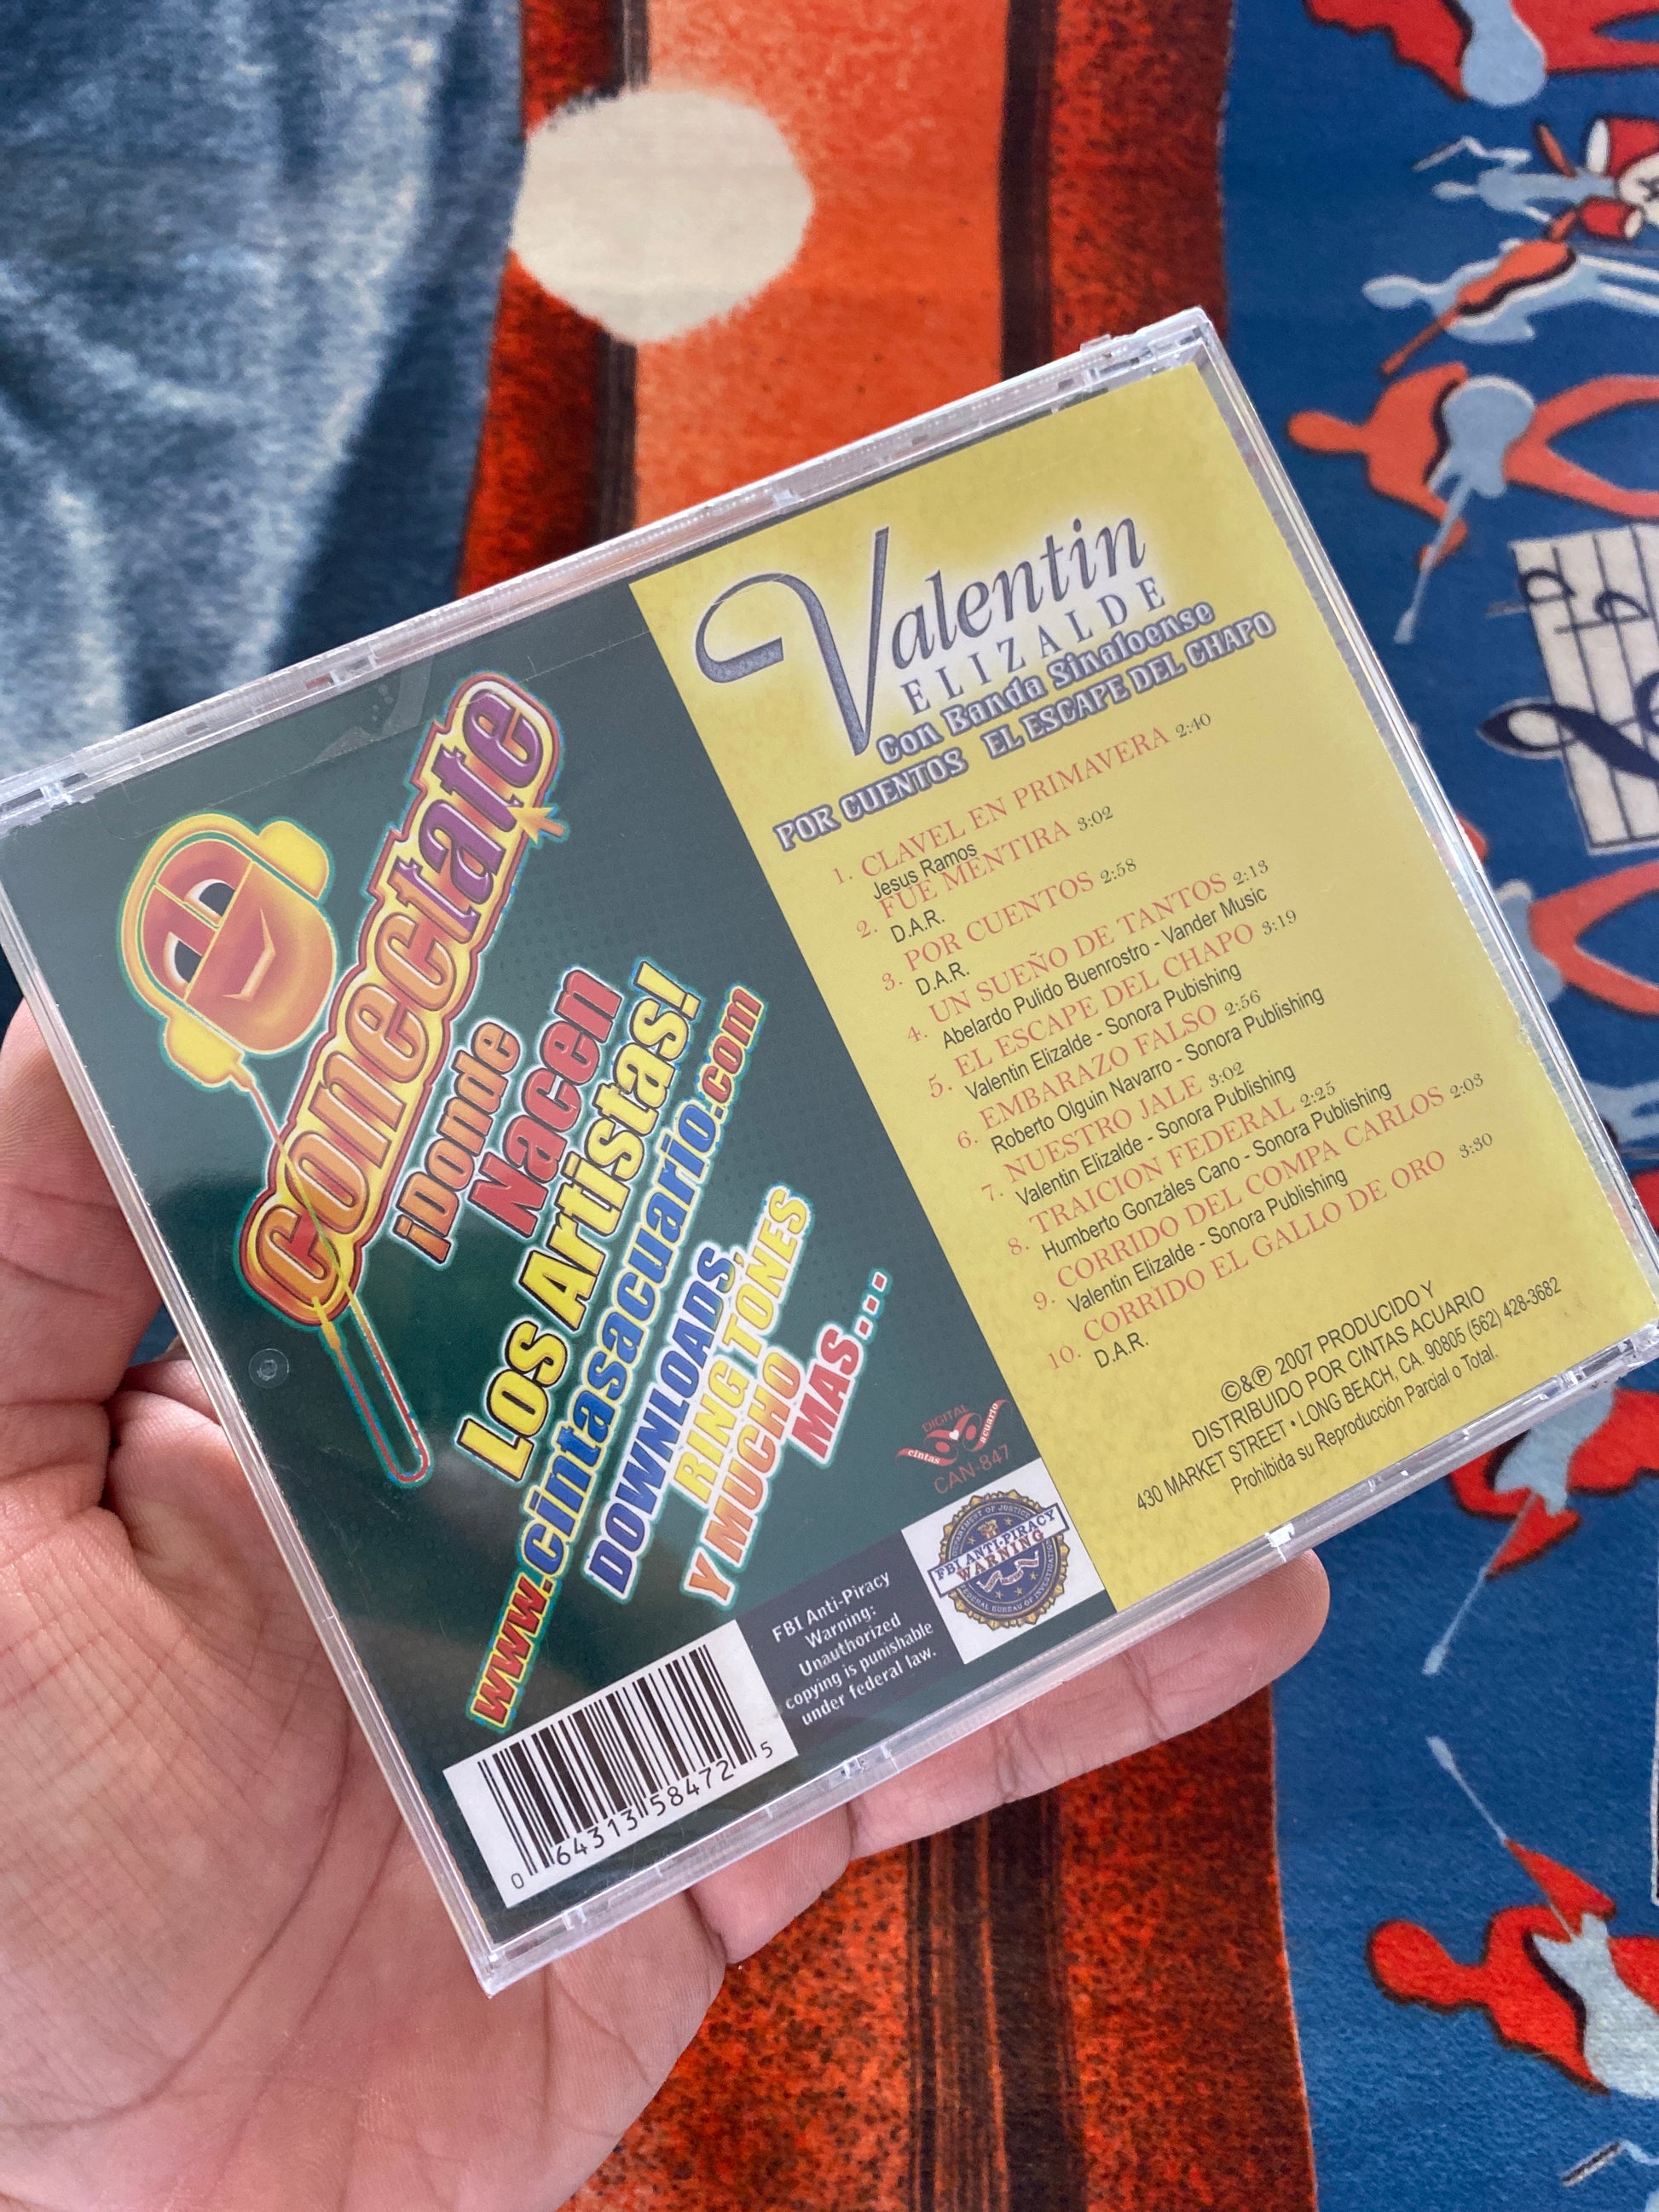 Valentin
ELIZALDE
Con Banda Sinaloense
POR CUENTOS EL ESCAPE DEL CHAPO
1. CLAVEL EN PRIMAVERA 2:40
Jesus Ramos
2. FUE MENTIRA 3:02
D.A.R.
3. POR CUENTOS 2:58
D.A.R.
4. UN SUEÑO DE TANTOS 2:13
Abelardo Pulido Buenrostro - Vander Music
5. EL ESCAPE DEL CHAPO 3:19
Valentin Elizalde - Sonora Pubishing
6. EMBARAZO FALSO 2:56
Roberto Olguin Navarro - Sonora Publishing
7. NUESTRO JALE 3:02
Valentin Elizalde - Sonora Publishing
8. TRAICION FEDERAL 2:25
Humberto Gonzáles Cano - Sonora Publishing
9. CORRIDO DEL COMPA CARLOS 2:03
Valentin Elizalde - Sonora Publishing
10. CORRIDO EL GALLO DE ORO 3:30
D.A.R.
©&℗ 2007 PRODUCIDO Y
DISTRIBUIDO POR CINTAS ACUARIO
430 MARKET STREET • LONG BEACH, CA. 90805 (562) 428-3682
Prohibida su Reproducción Parcial o Total.
conectate
¡Donde
Nacen
Los Artistas!
www.cintasacuario.com
DOWNLOADS,
RING TONES
Y MUCHO
MAS...
DIGITAL
cintas acuario
CAN-847
FBI Anti-Piracy
Warning:
Unauthorized
copying is punishable
under federal law.
DEPARTMENT OF JUSTICE
FBI ANTI-PIRACY
WARNING
FEDERAL BUREAU OF INVESTIGATION
0 64313 58472 5